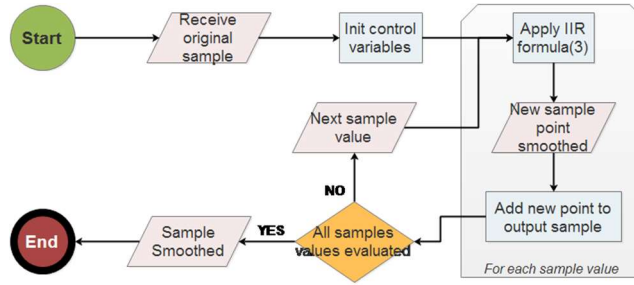 Start
Receive
original
sample
Init control
variables
Apply IIR
formula(3)
New sample
point
smoothed
Next sample
value
NO
Add new point to
output sample
All samples
values evaluated
YES
Sample
Smoothed
End
For each sample value